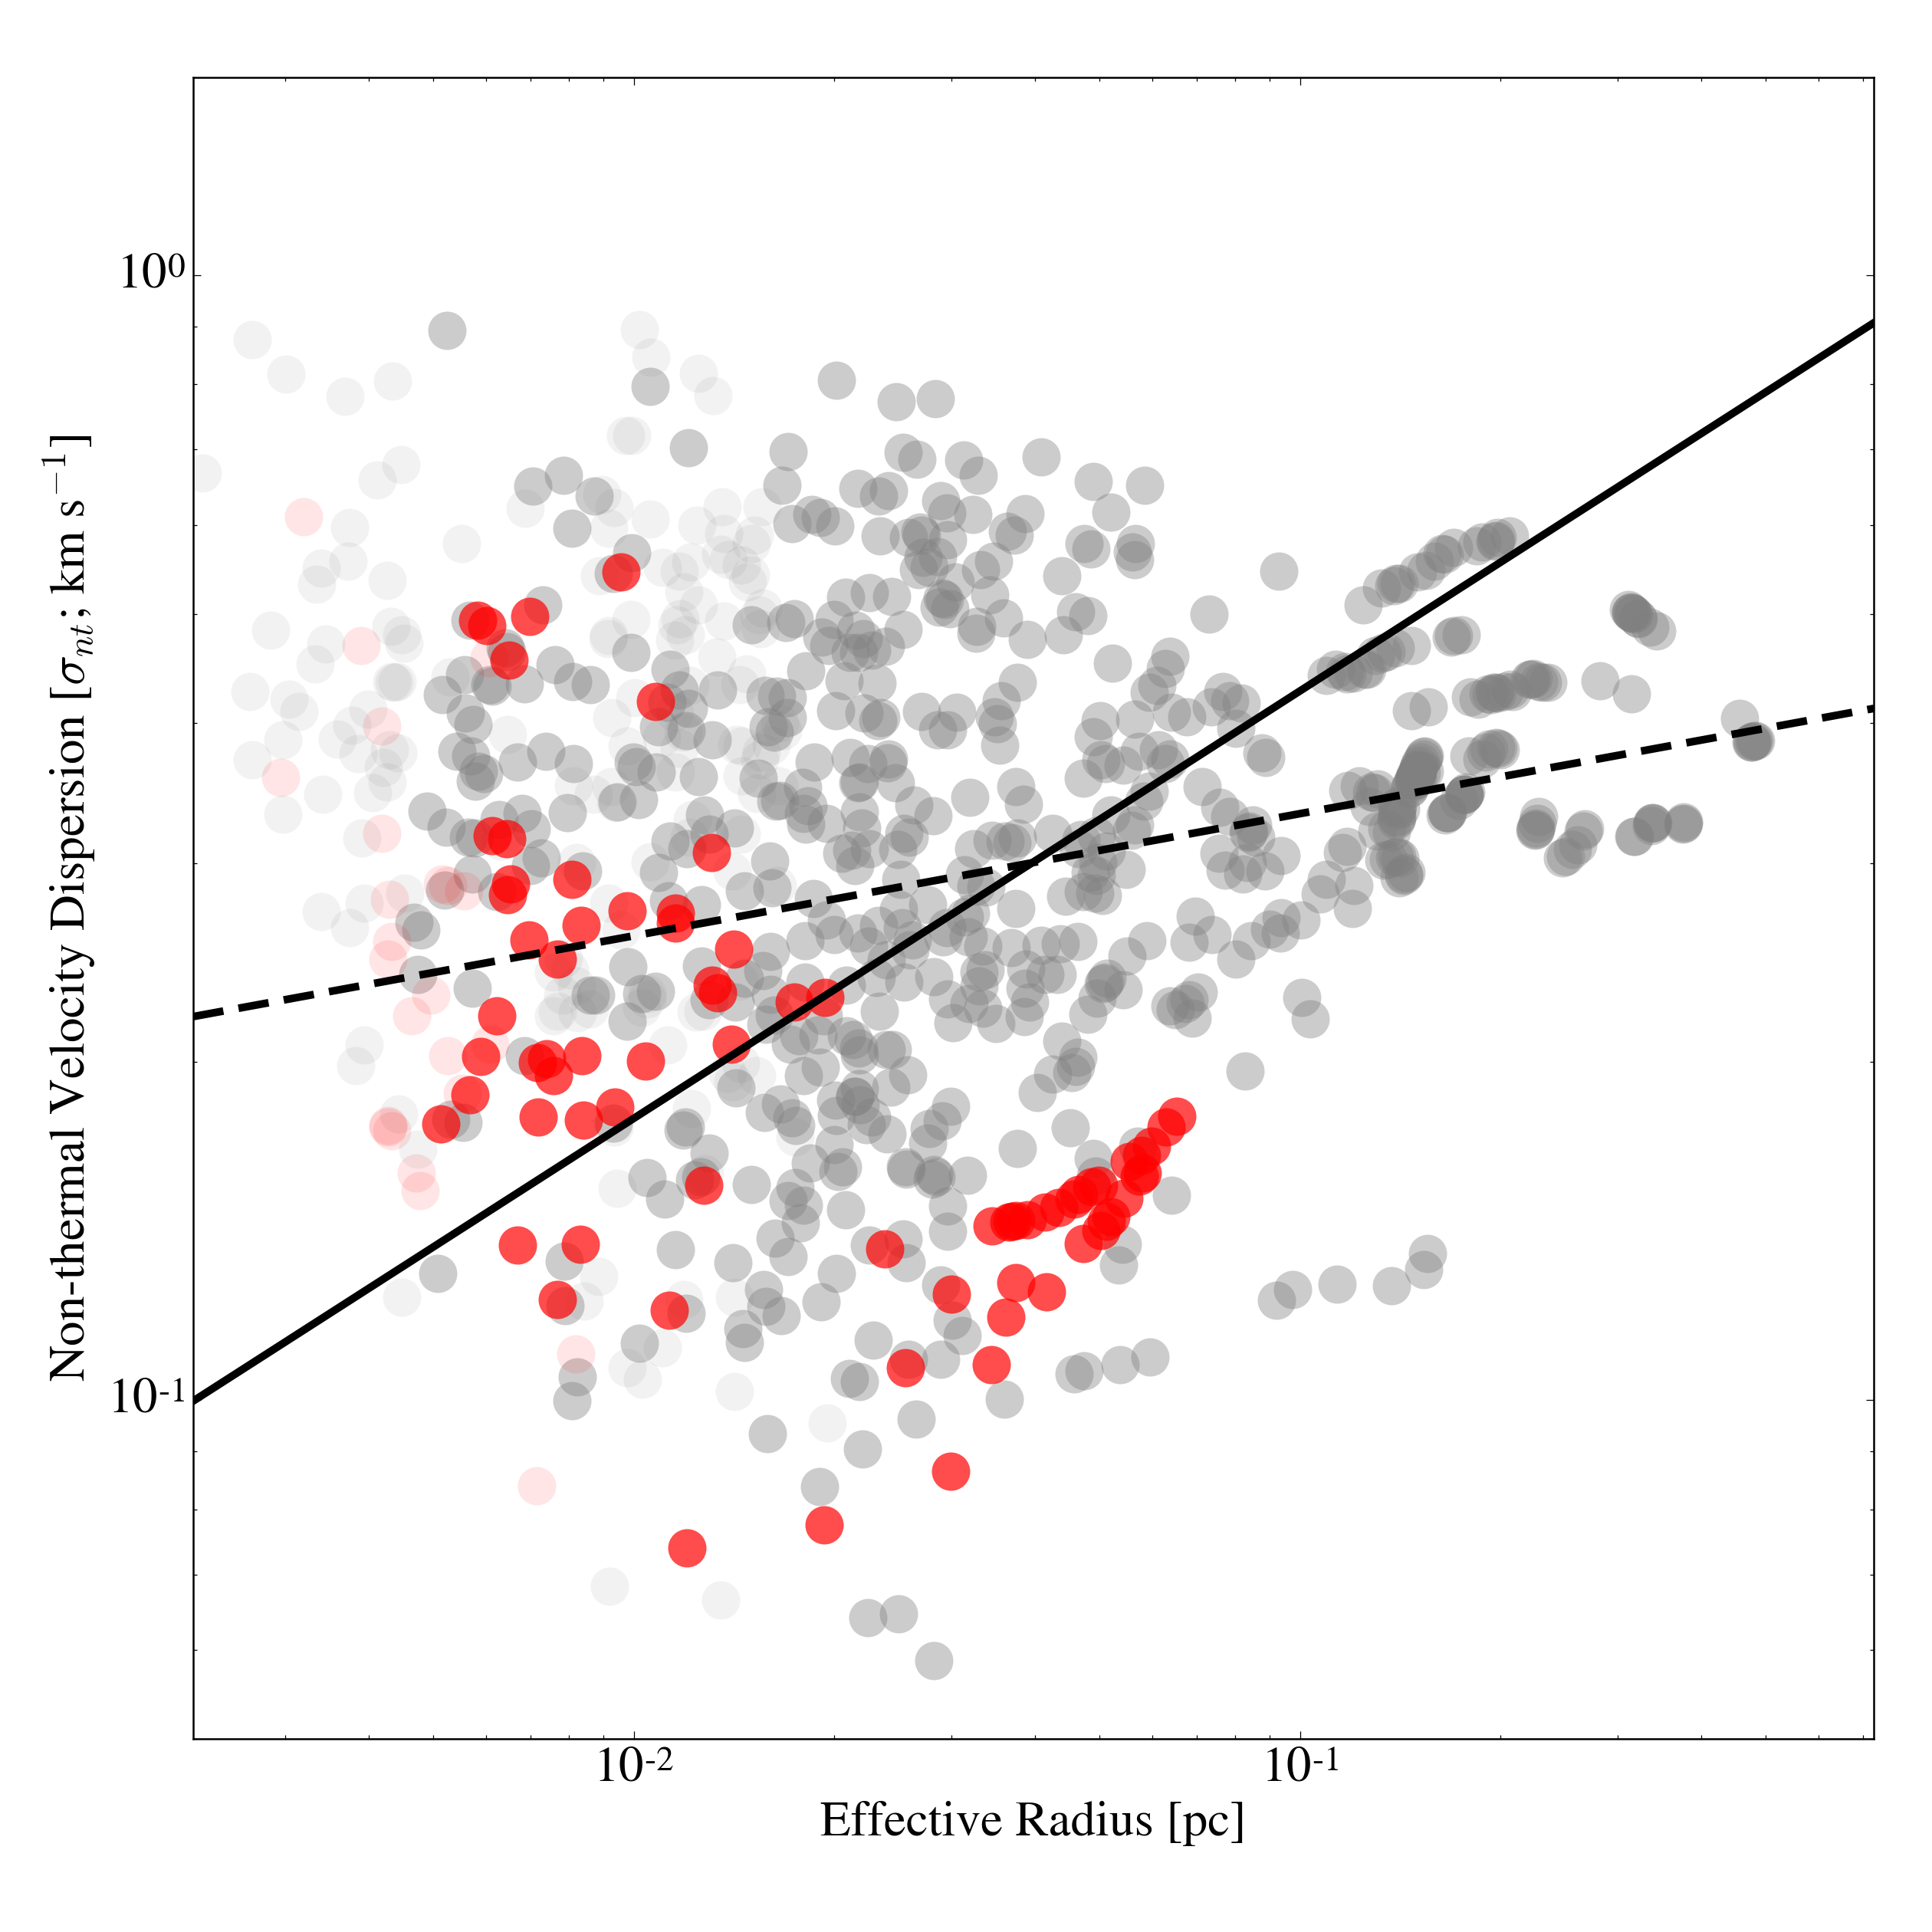 Non-thermal Velocity Dispersion [σ_nt; km s⁻¹]
10⁰
10⁻¹
10⁻² 10⁻¹
Effective Radius [pc]